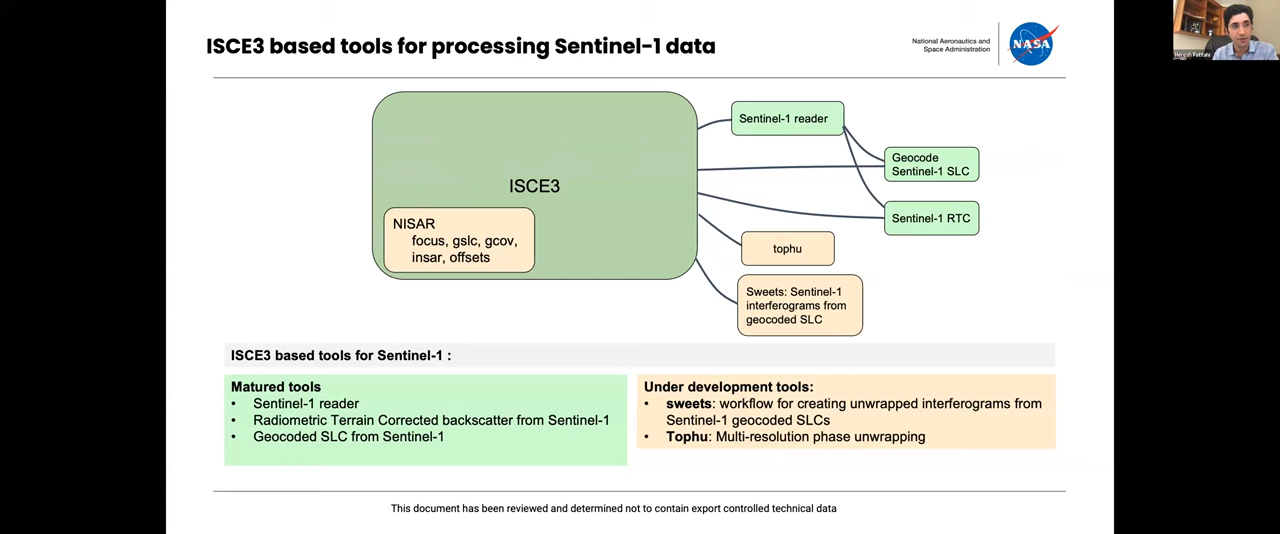 ISCE3 based tools for processing Sentinel-1 data
National Aeronautics and
Space Administration
NASA
Heresh Fattahi
ISCE3
NISAR
focus, gslc, gcov,
insar, offsets
Sentinel-1 reader
Geocode
Sentinel-1 SLC
Sentinel-1 RTC
tophu
Sweets: Sentinel-1
interferograms from
geocoded SLC
ISCE3 based tools for Sentinel-1 :
Matured tools
• Sentinel-1 reader
• Radiometric Terrain Corrected backscatter from Sentinel-1
• Geocoded SLC from Sentinel-1
Under development tools:
• sweets: workflow for creating unwrapped interferograms from
Sentinel-1 geocoded SLCs
• Tophu: Multi-resolution phase unwrapping
This document has been reviewed and determined not to contain export controlled technical data